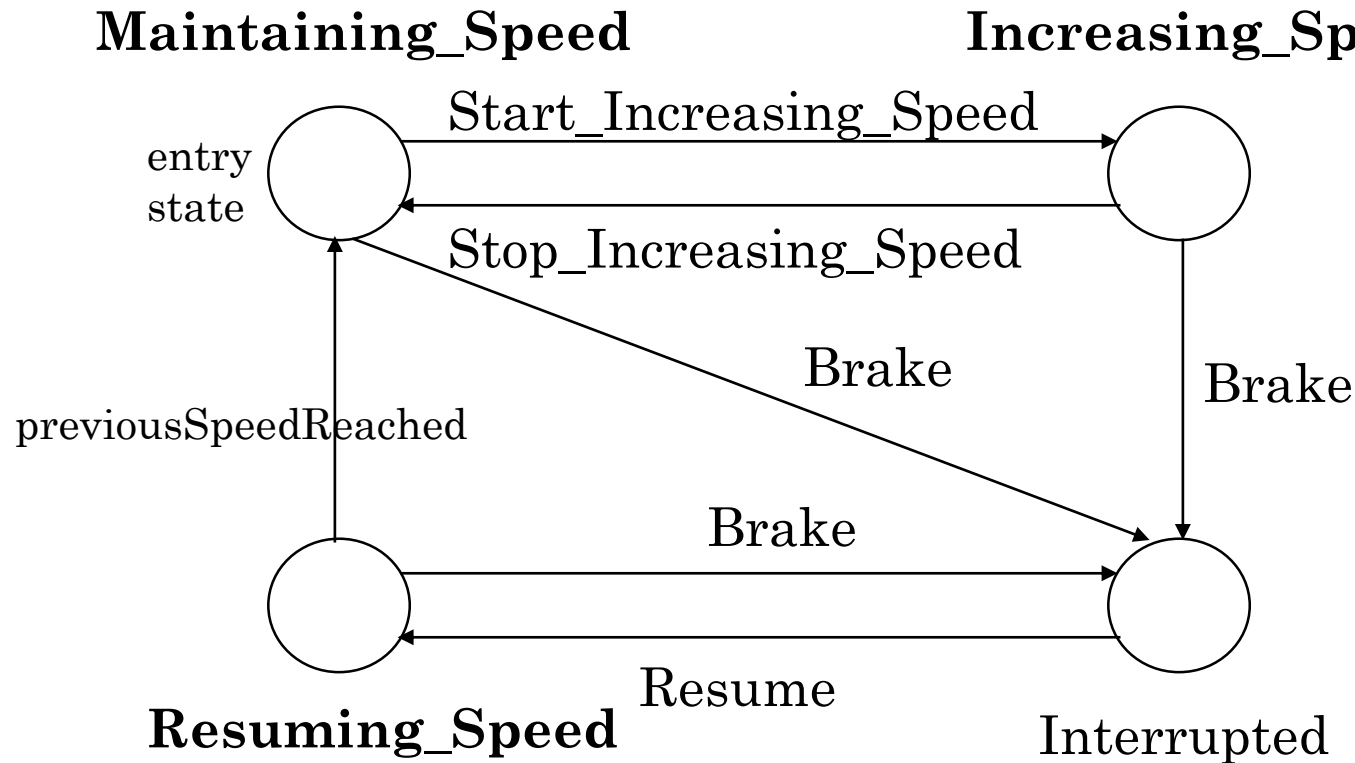 Maintaining_Speed
Increasing_Sp
Start_Increasing_Speed
entry
state
Stop_Increasing_Speed
Brake
Brake
previousSpeedReached
Brake
Resume
Resuming_Speed
Interrupted